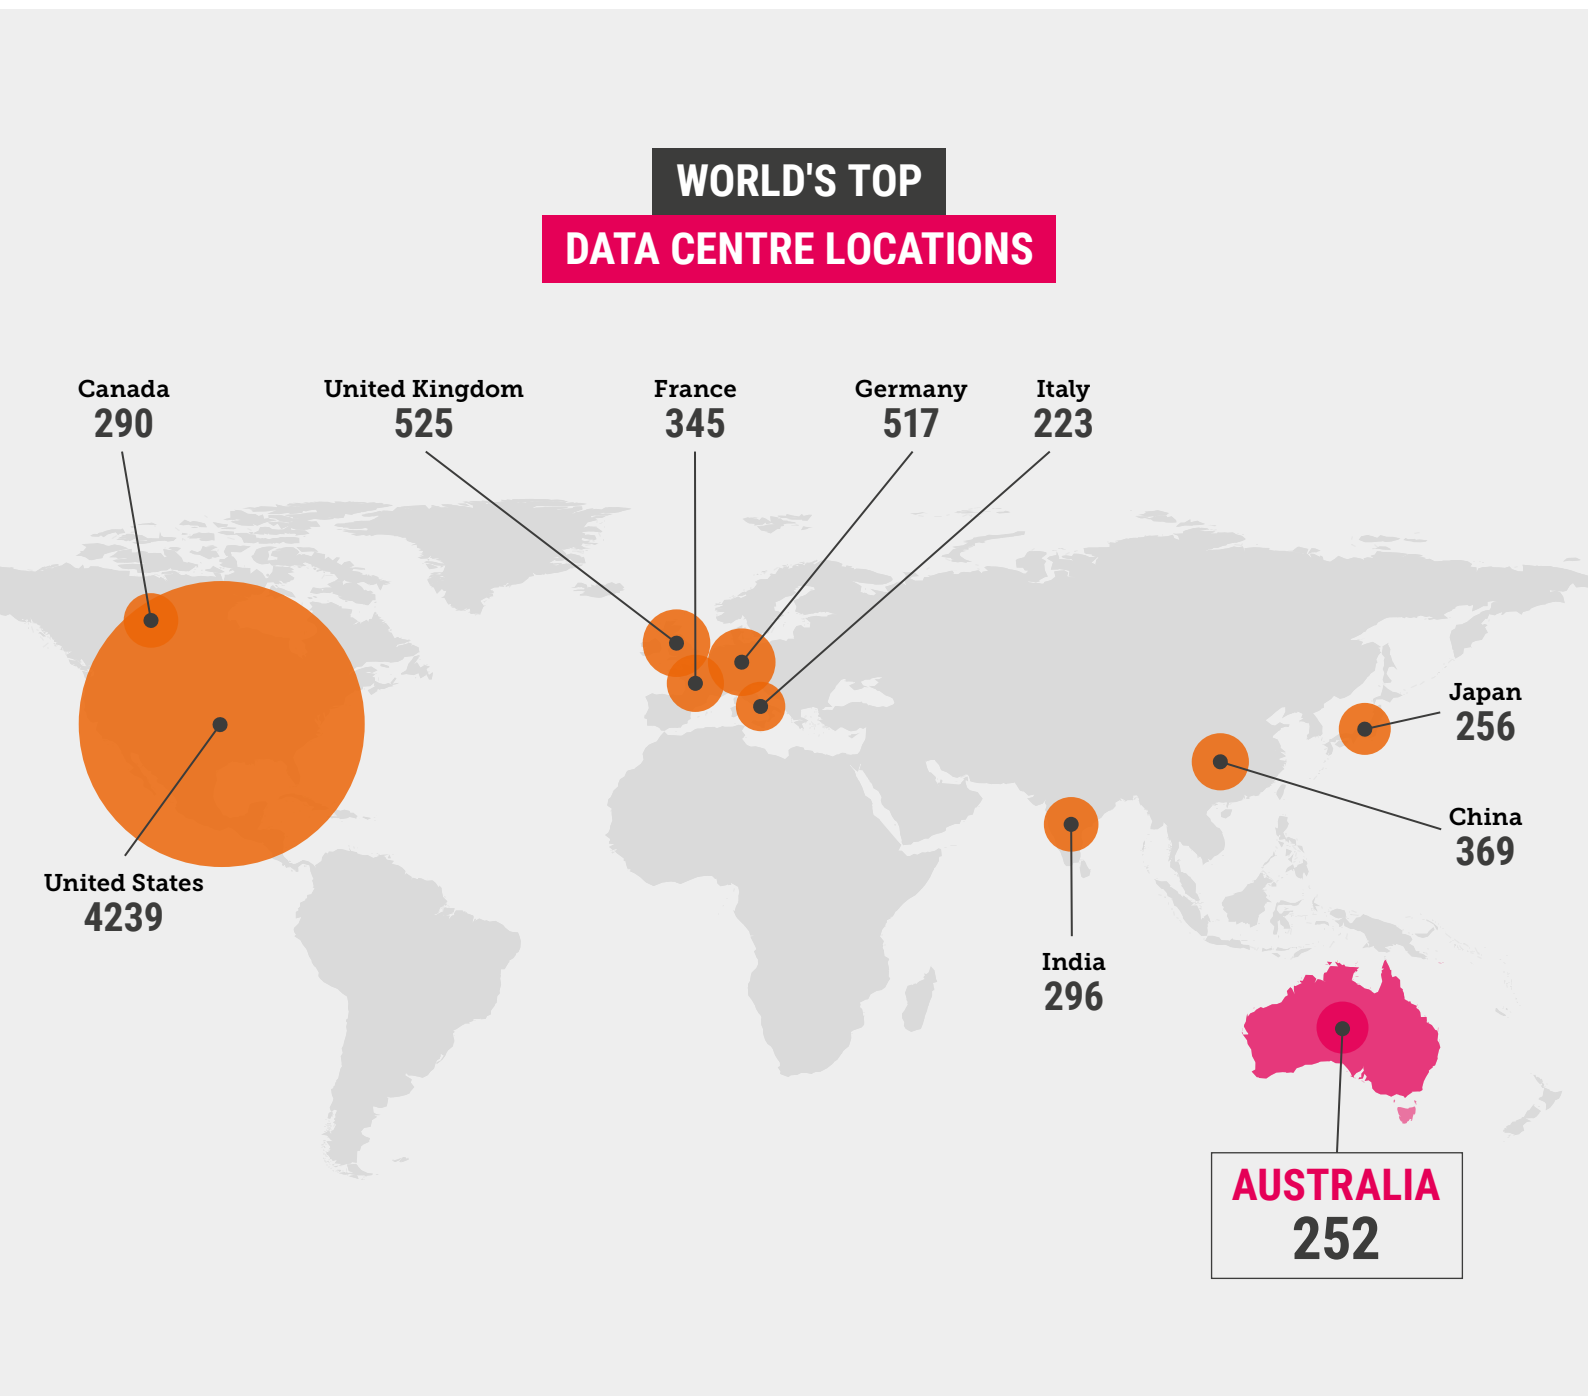 WORLD'S TOP
DATA CENTRE LOCATIONS
Canada
290
United Kingdom
525
France
345
Germany
517
Italy
223
Japan
256
China
369
United States
4239
India
296
AUSTRALIA
252